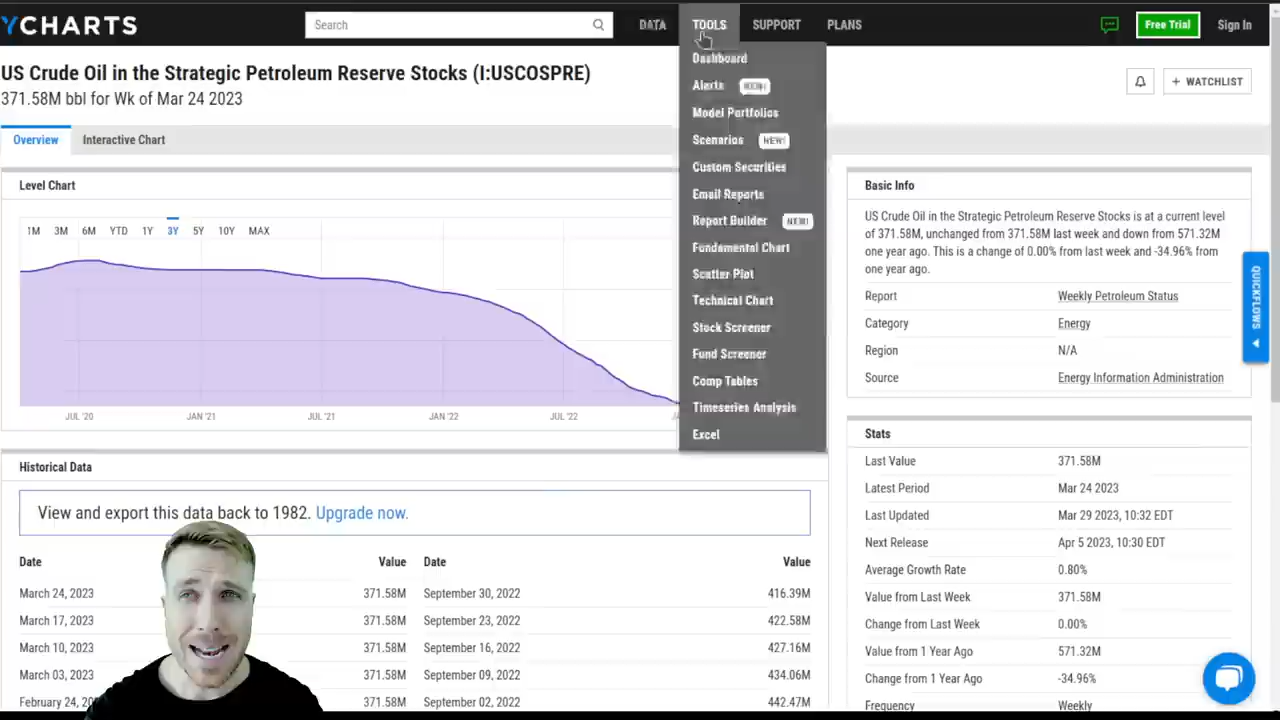 YCHARTS
Search
DATA
TOOLS
SUPPORT
PLANS
Free Trial
Sign In
US Crude Oil in the Strategic Petroleum Reserve Stocks (I:USCOSPRE)
371.58M bbl for Wk of Mar 24 2023
+ WATCHLIST
Overview
Interactive Chart
Dashboard
Alerts NEW!
Model Portfolios
Scenarios NEW!
Custom Securities
Email Reports
Report Builder NEW!
Fundamental Chart
Scatter Plot
Technical Chart
Stock Screener
Fund Screener
Comp Tables
Timeseries Analysis
Excel
Level Chart
1M 3M 6M YTD 1Y 3Y 5Y 10Y MAX
JUL '20 JAN '21 JUL '21 JAN '22 JUL '22
Historical Data
View and export this data back to 1982. Upgrade now.
Date Value Date Value
March 24, 2023 371.58M September 30, 2022 416.39M
March 17, 2023 371.58M September 23, 2022 422.58M
March 10, 2023 371.58M September 16, 2022 427.16M
March 03, 2023 371.58M September 09, 2022 434.06M
February 24, 20 371.58M September 02, 2022 442.47M
Basic Info
US Crude Oil in the Strategic Petroleum Reserve Stocks is at a current level
of 371.58M, unchanged from 371.58M last week and down from 571.32M
one year ago. This is a change of 0.00% from last week and -34.96% from
one year ago.
Report Weekly Petroleum Status
Category Energy
Region N/A
Source Energy Information Administration
QUICKFLOWS
Stats
Last Value 371.58M
Latest Period Mar 24 2023
Last Updated Mar 29 2023, 10:32 EDT
Next Release Apr 5 2023, 10:30 EDT
Average Growth Rate 0.80%
Value from Last Week 371.58M
Change from Last Week 0.00%
Value from 1 Year Ago 571.32M
Change from 1 Year Ago -34.96%
Frequency Weekly